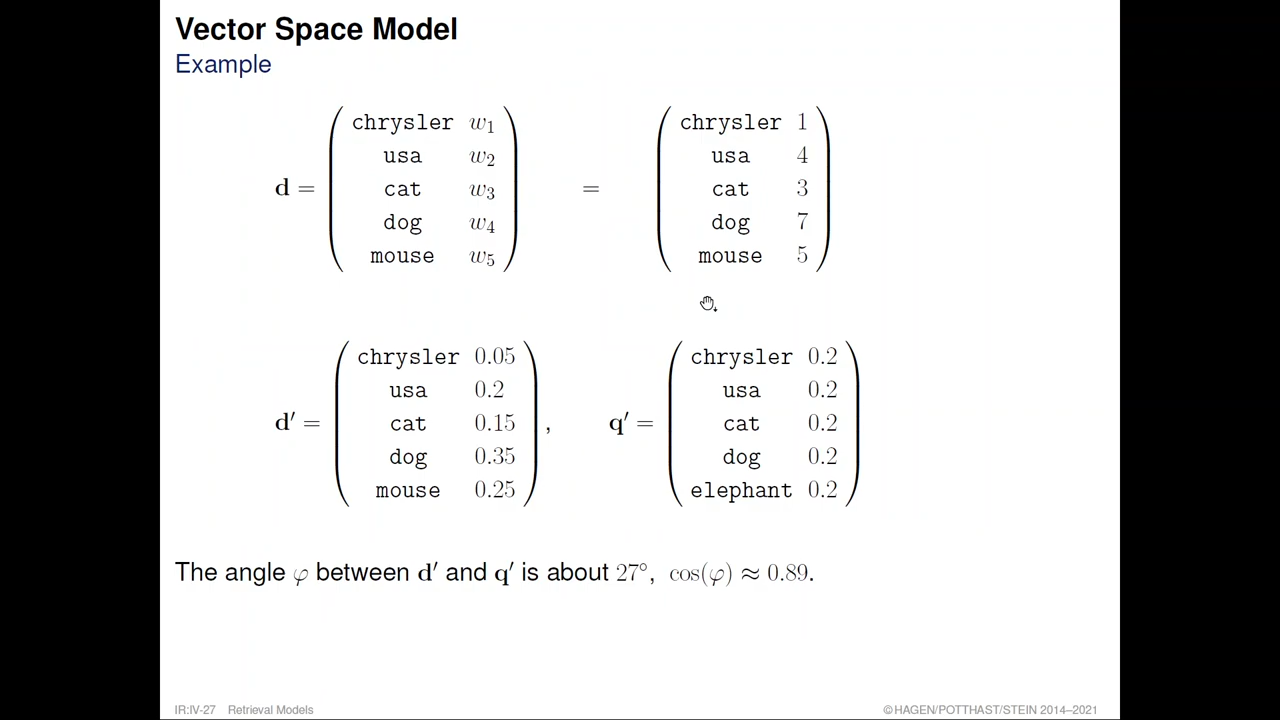 Vector Space Model
Example
d = ( chrysler w₁ usa w₂ cat w₃ dog w₄ mouse w₅ ) = ( chrysler 1 usa 4 cat 3 dog 7 mouse 5 )
d′ = ( chrysler 0.05 usa 0.2 cat 0.15 dog 0.35 mouse 0.25 ) , q′ = ( chrysler 0.2 usa 0.2 cat 0.2 dog 0.2 elephant 0.2 )
The angle φ between d′ and q′ is about 27°, cos(φ) ≈ 0.89.
IR:IV-27 Retrieval Models ©HAGEN/POTTHAST/STEIN 2014–2021